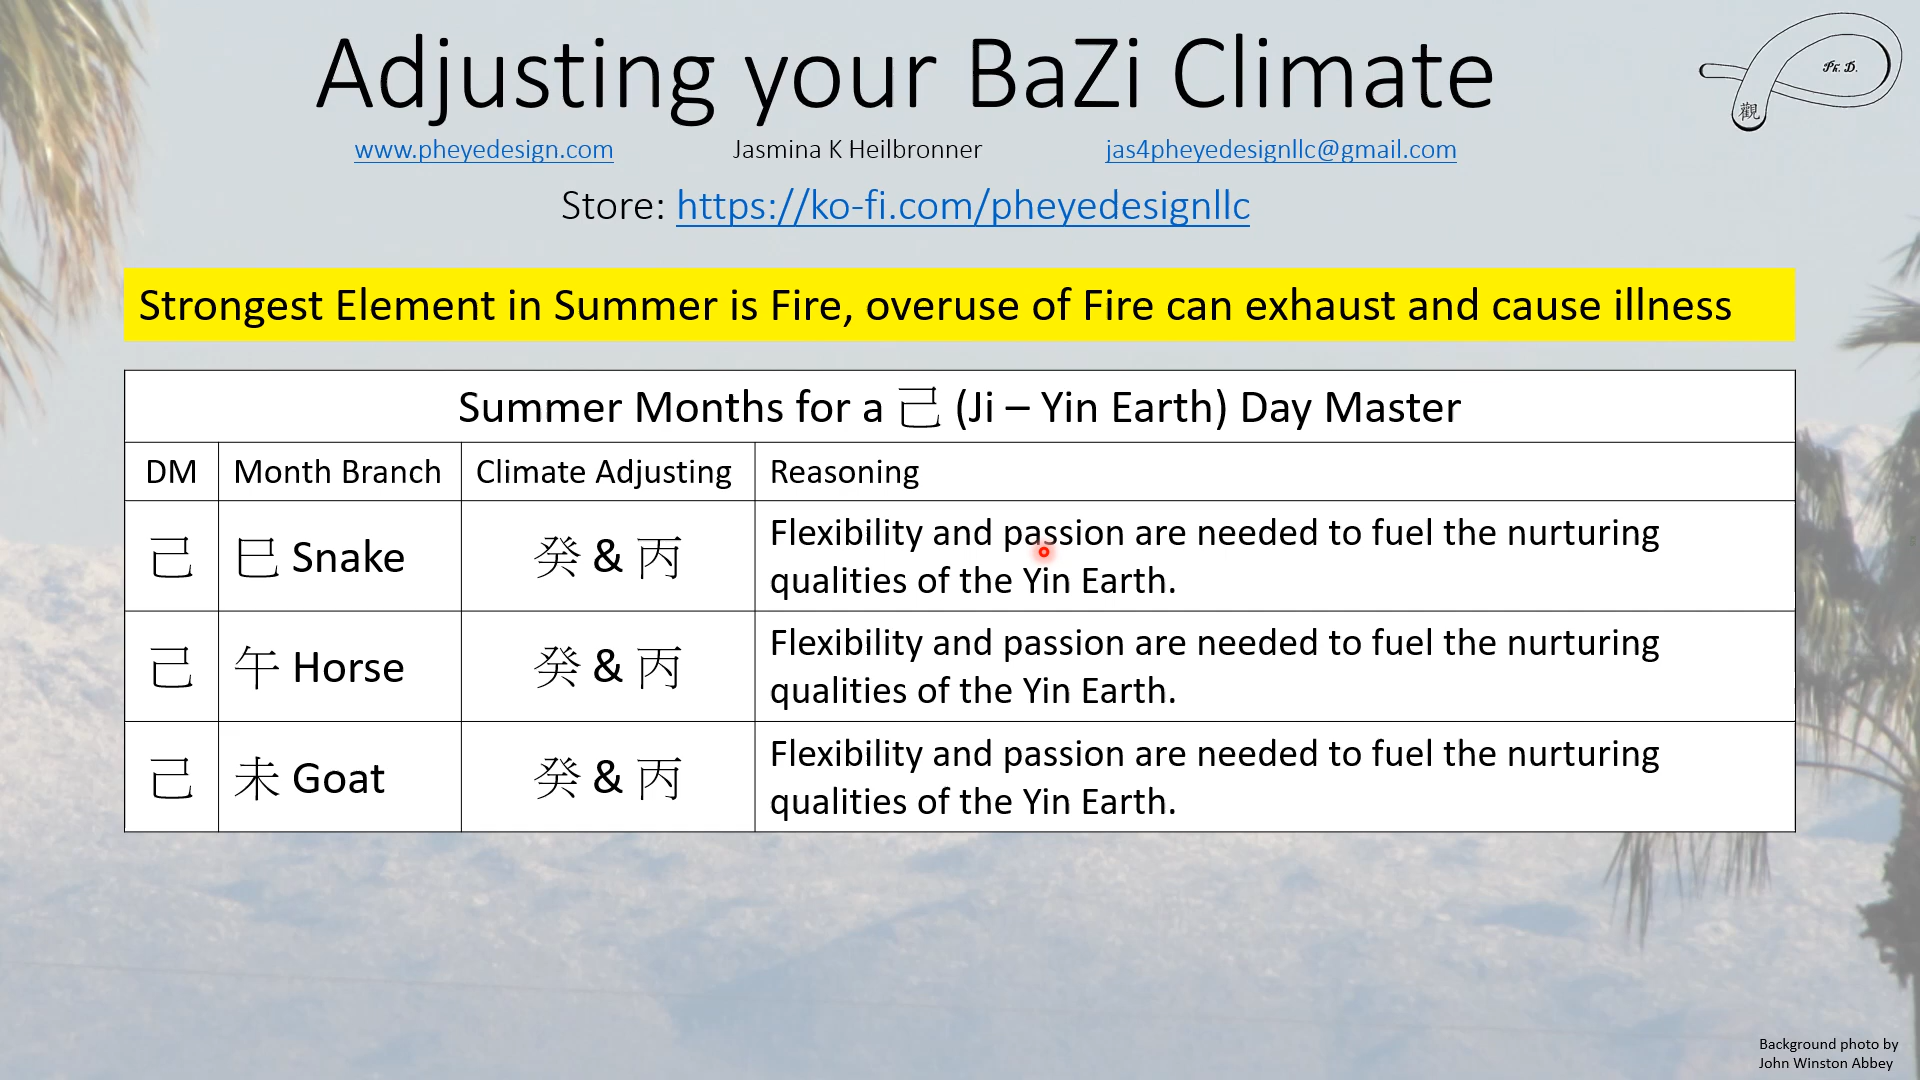 Adjusting your BaZi Climate
Ph.D.
觀
www.pheyedesign.com Jasmina K Heilbronner jas4pheyedesignllc@gmail.com
Store: https://ko-fi.com/pheyedesignllc
Strongest Element in Summer is Fire, overuse of Fire can exhaust and cause illness
Summer Months for a 己 (Ji – Yin Earth) Day Master
DM Month Branch Climate Adjusting Reasoning
己 巳 Snake 癸 & 丙 Flexibility and passion are needed to fuel the nurturing
qualities of the Yin Earth.
己 午 Horse 癸 & 丙 Flexibility and passion are needed to fuel the nurturing
qualities of the Yin Earth.
己 未 Goat 癸 & 丙 Flexibility and passion are needed to fuel the nurturing
qualities of the Yin Earth.
Background photo by
John Winston Abbey